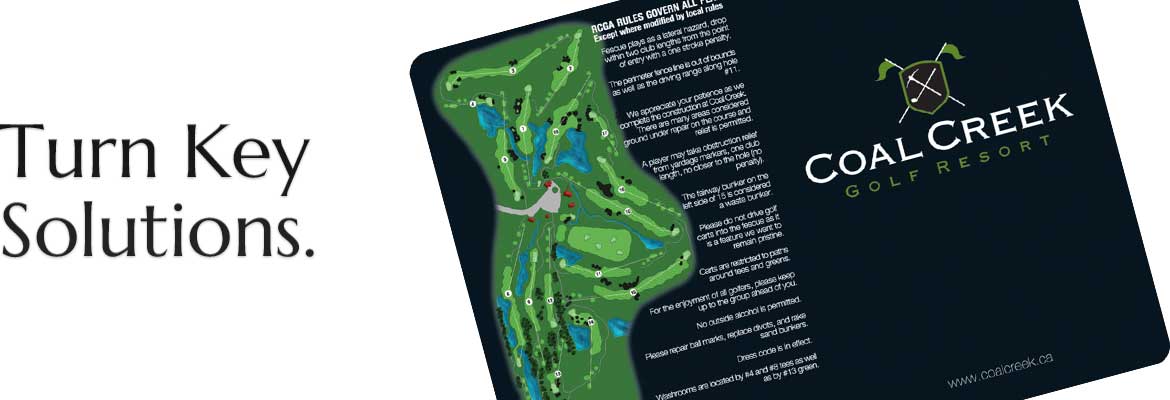 Turn Key
Solutions.
RCGA RULES GOVERN ALL
Except where modified by local rules
Fescue plays as a lateral hazard, drop
within two club lengths from the point
of entry with a one stroke penalty.
The perimeter fence line is out of bounds
as well as the driving range along hole
#11.
We appreciate your patience as we
complete the construction at Coal Creek.
There are many areas considered
ground under repair on the course and
relief is permitted.
A player may take obstruction relief
from yardage markers, one club
length, no closer to the hole (no
penalty).
The fairway bunker on the
left side of 15 is considered
a waste bunker.
Please do not drive golf
carts into the fescue as it
is a feature we want to
remain pristine.
Carts are restricted to paths
around tees and greens.
For the enjoyment of all golfers, please keep
up to the group ahead of you.
No outside alcohol is permitted.
Please repair ball marks, replace divots, and rake
sand bunkers.
Dress code is in effect.
Washrooms are located by #4 and #8 tees as well
as by #13 green.
COAL CREEK
GOLF RESORT
www.coalcreek.ca